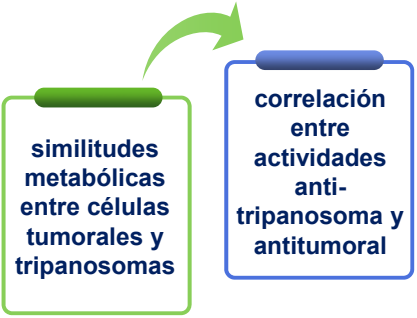 similitudes
metabólicas
entre células
tumorales y
tripanosomas
correlación
entre
actividades
anti-
tripanosoma y
antitumoral